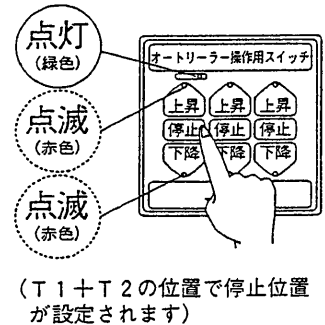 点灯
(緑色)
点滅
(赤色)
点滅
(赤色)
オートリーラー操作用スイッチ
上昇 上昇 上昇
停止 停止 停止
下降 下降 下降
(T1+T2の位置で停止位置
が設定されます)